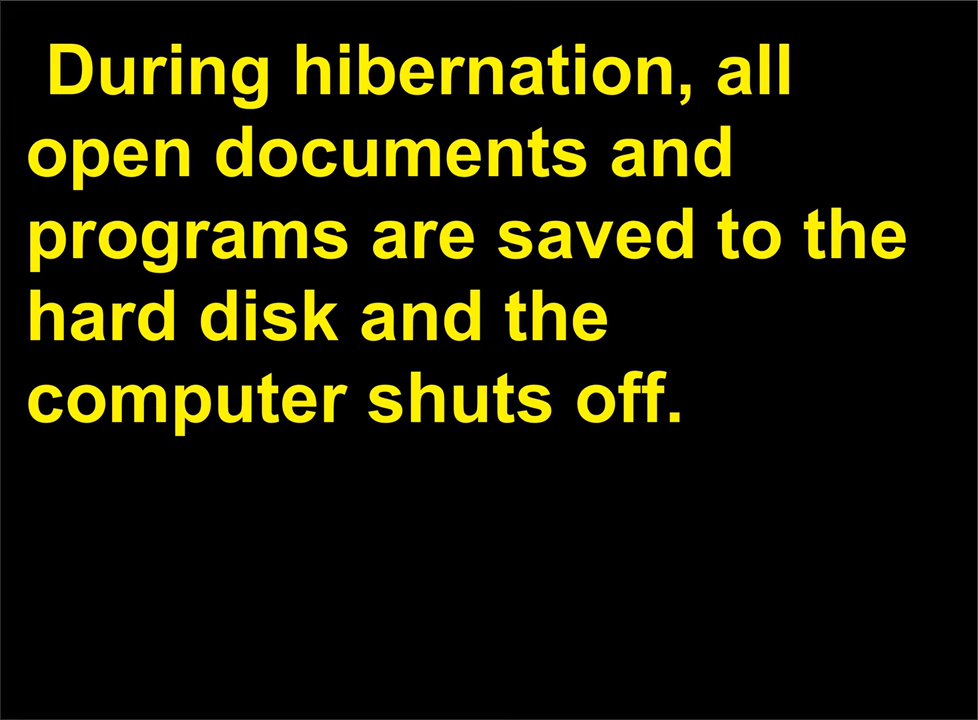 During hibernation, all
open documents and
programs are saved to the
hard disk and the
computer shuts off.